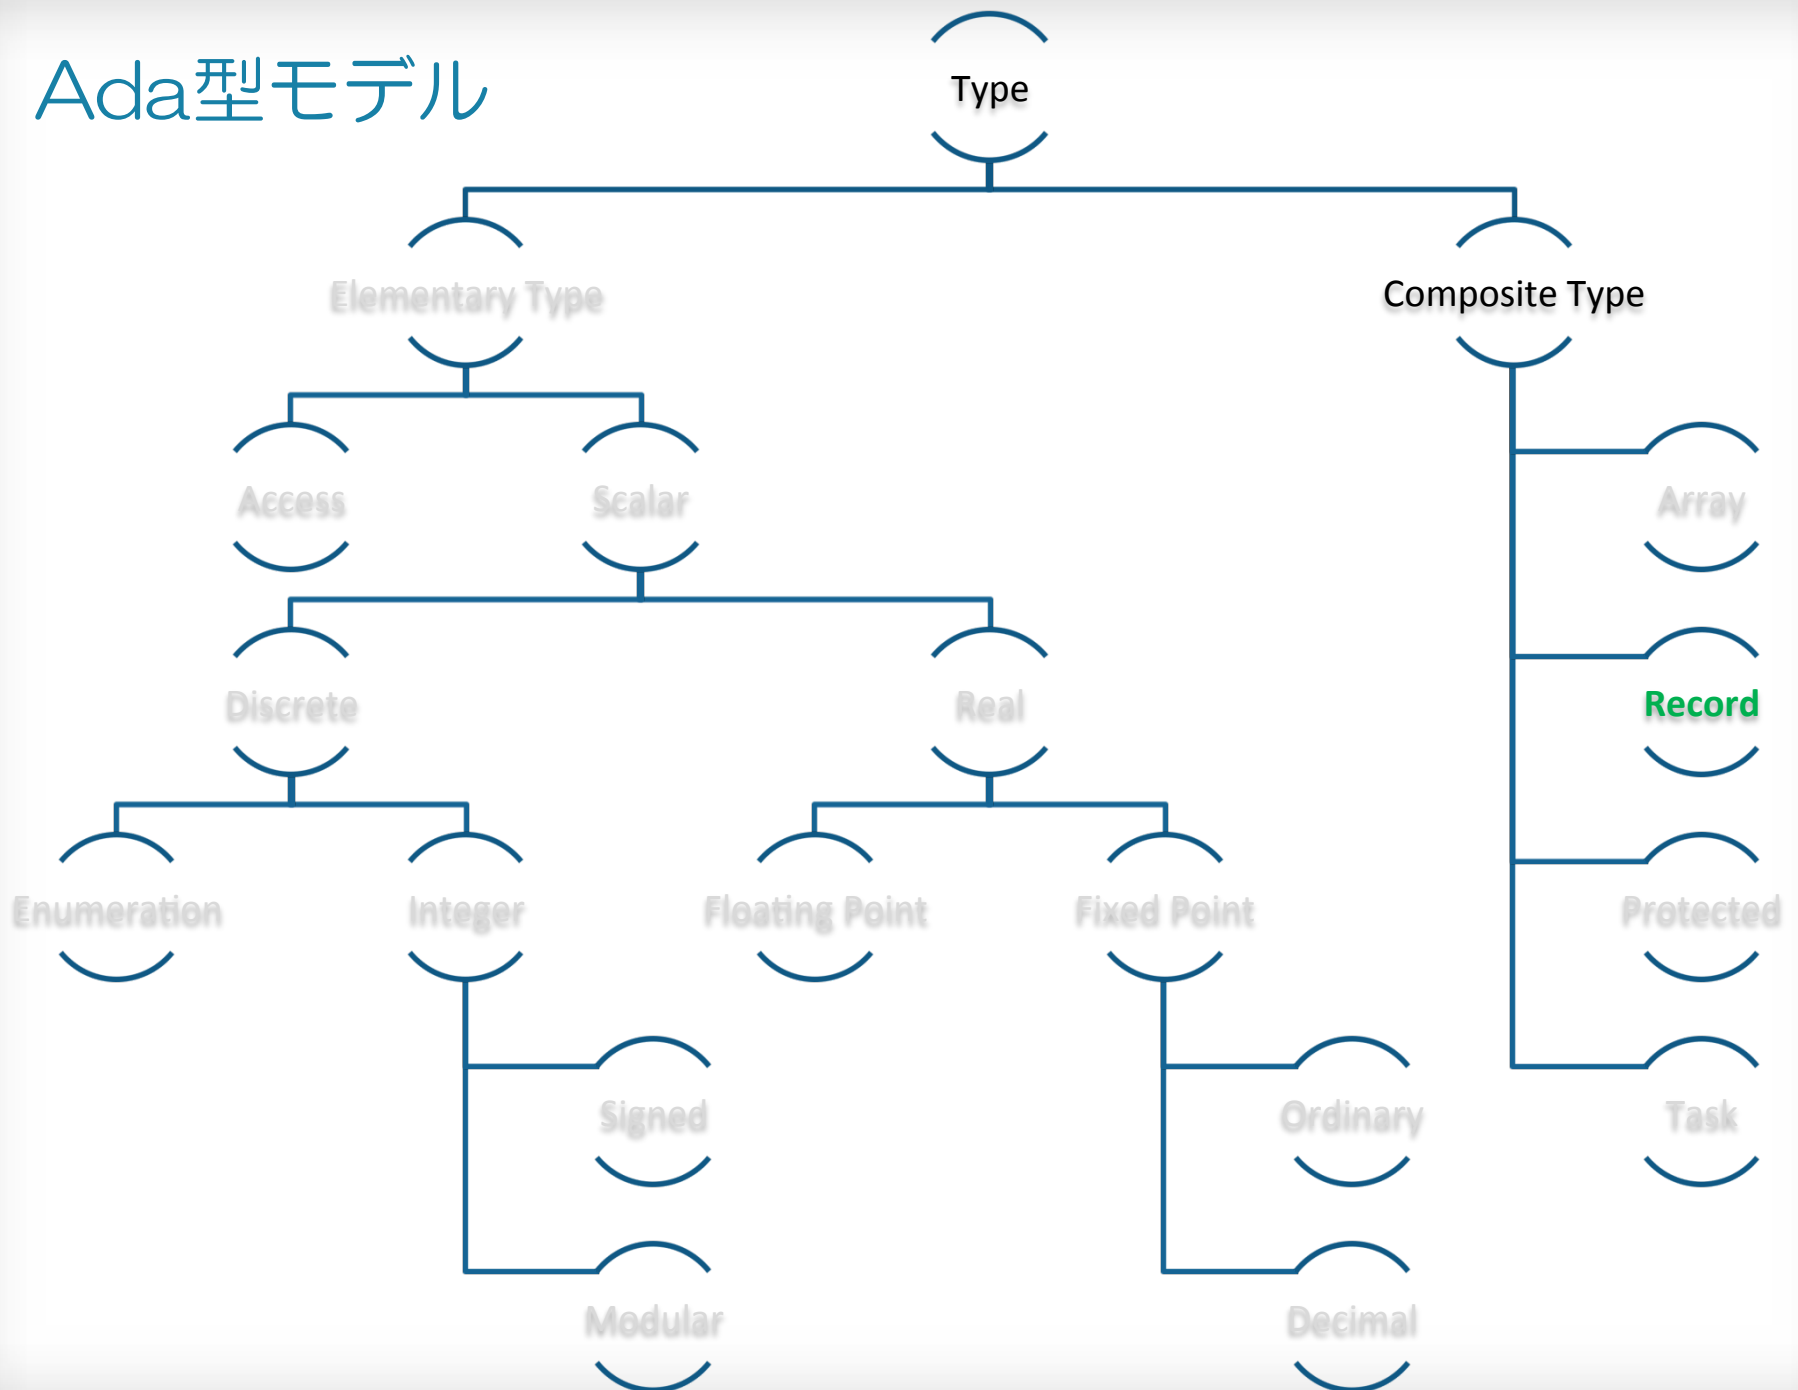 Ada型モデル
Type
Elementary Type
Composite Type
Access
Scalar
Array
Discrete
Real
Record
Enumeration
Integer
Floating Point
Fixed Point
Protected
Signed
Ordinary
Task
Modular
Decimal